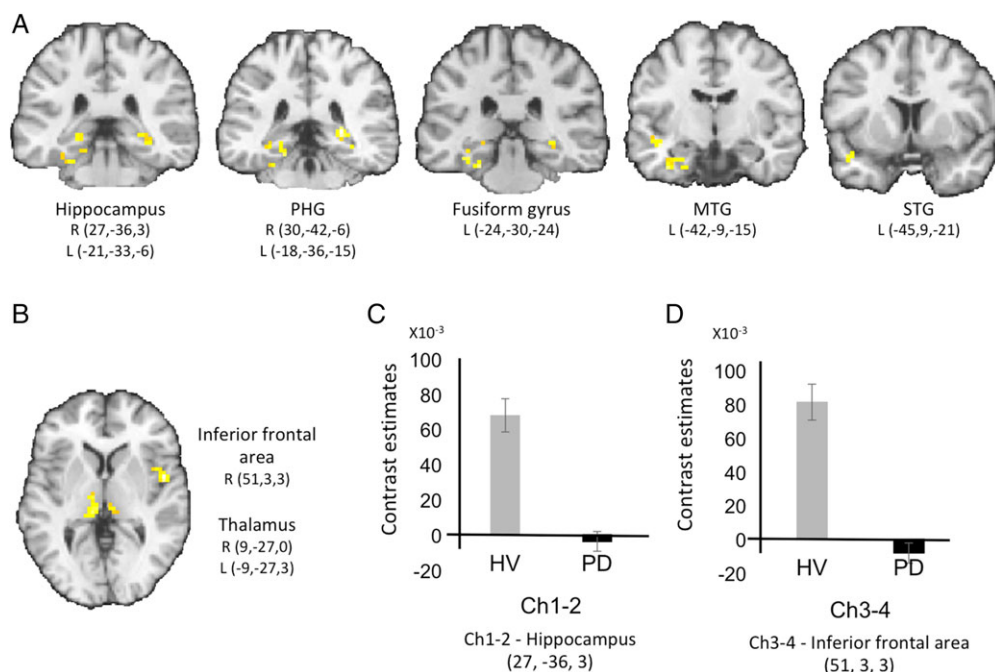 A
Hippocampus
R (27,-36,3)
L (-21,-33,-6)
PHG
R (30,-42,-6)
L (-18,-36,-15)
Fusiform gyrus
L (-24,-30,-24)
MTG
L (-42,-9,-15)
STG
L (-45,9,-21)
B
Inferior frontal
area
R (51,3,3)
Thalamus
R (9,-27,0)
L (-9,-27,3)
C
X10-3
Contrast estimates
100
80
60
40
20
0
-20
HV
PD
Ch1-2
Ch1-2 - Hippocampus
(27, -36, 3)
D
X10-3
Contrast estimates
100
80
60
40
20
0
-20
HV
PD
Ch3-4
Ch3-4 - Inferior frontal area
(51, 3, 3)